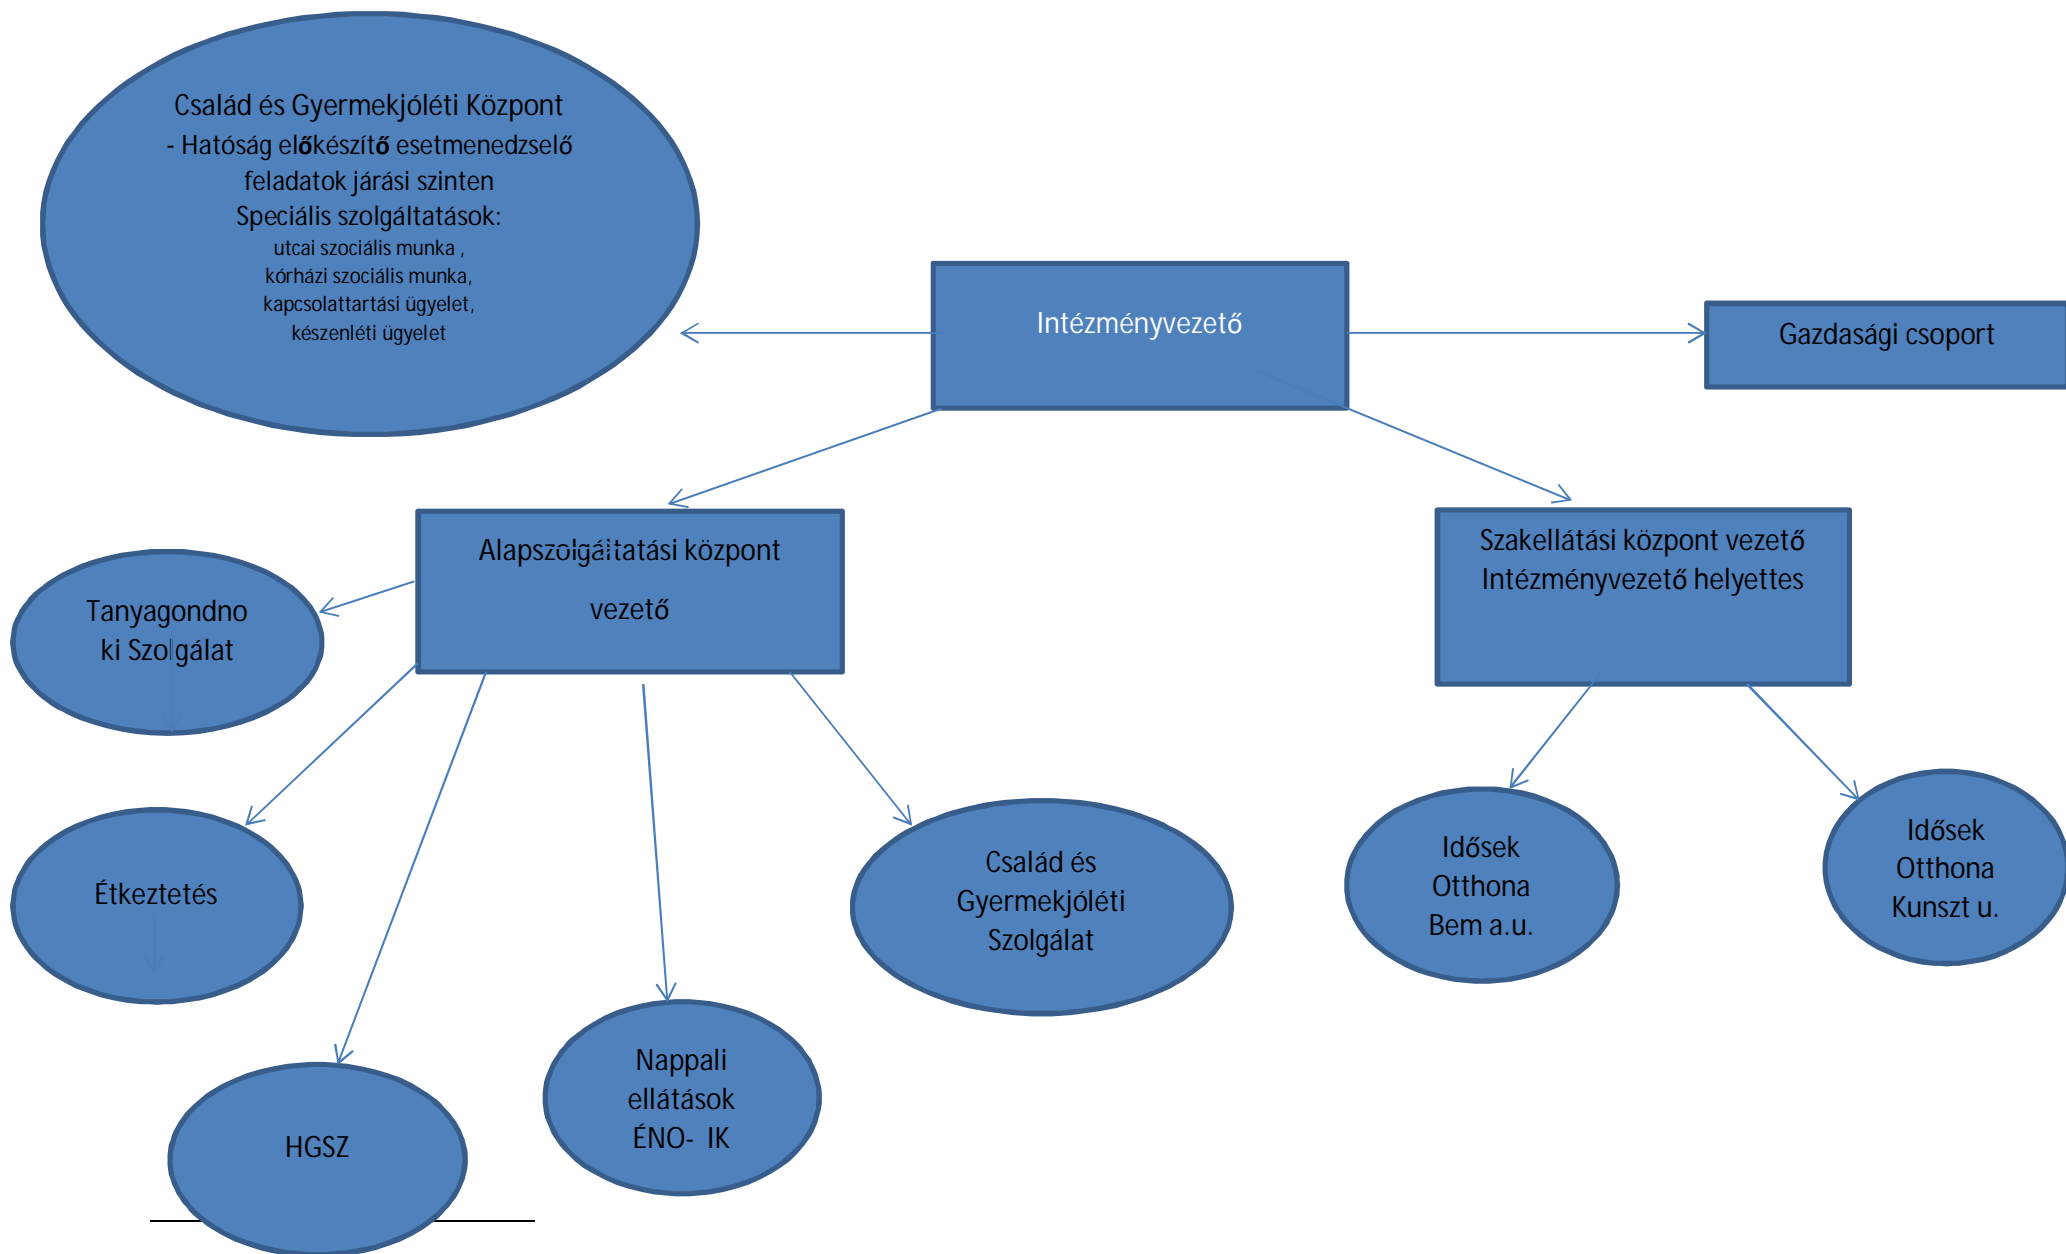 Család és Gyermekjóléti Központ
- Hatóság előkészítő esetmenedzselő
feladatok járási szinten
Speciális szolgáltatások:
utcai szociális munka ,
kórházi szociális munka,
kapcsolattartási ügyelet,
készenléti ügyelet
Intézményvezető
Gazdasági csoport
Alapszolgáltatási központ
vezető
Szakellátási központ vezető
Intézményvezető helyettes
Tanyagondno
ki Szolgálat
Étkeztetés
HGSZ
Nappali
ellátások
ÉNO- IK
Család és
Gyermekjóléti
Szolgálat
Idősek
Otthona
Bem a.u.
Idősek
Otthona
Kunszt u.